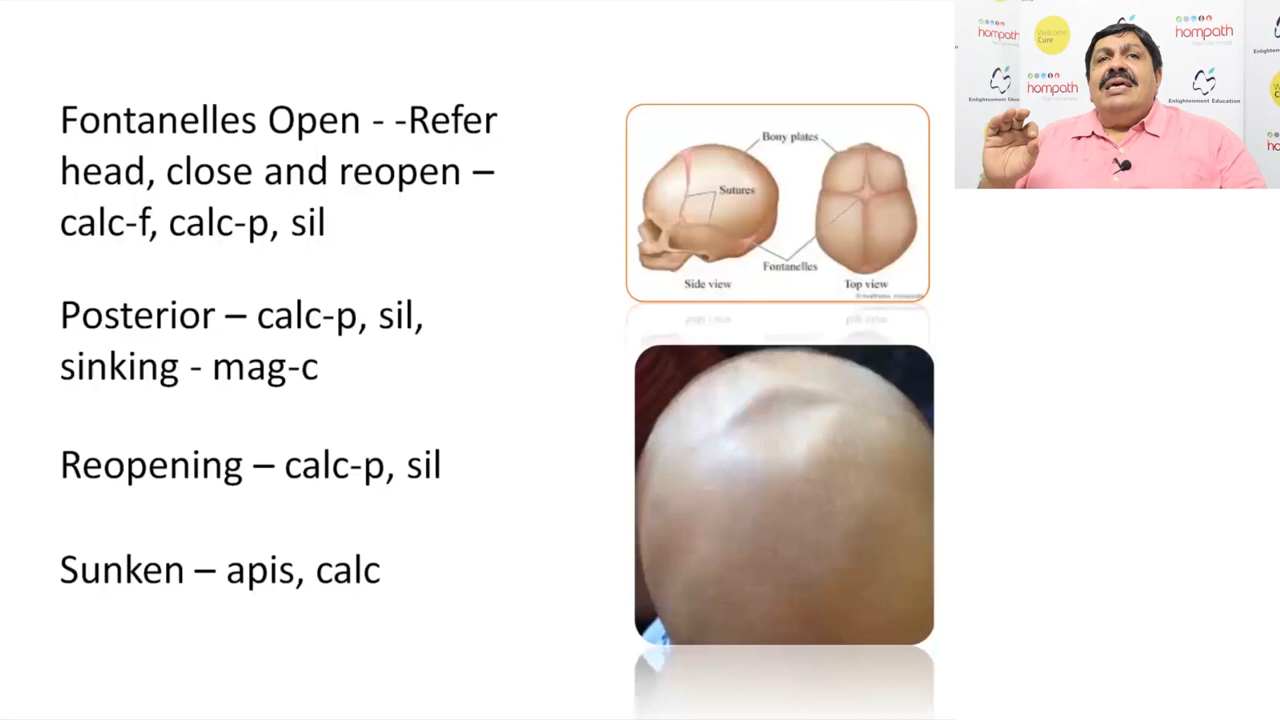 Fontanelles Open - -Refer
head, close and reopen –
calc-f, calc-p, sil
Posterior – calc-p, sil,
sinking - mag-c
Reopening – calc-p, sil
Sunken – apis, calc
Bony plates
Sutures
Fontanelles
Side view
Top view
hompath
Welcome
Cure
hompath
hompath
Enlightenment Education
Enlightenment Education